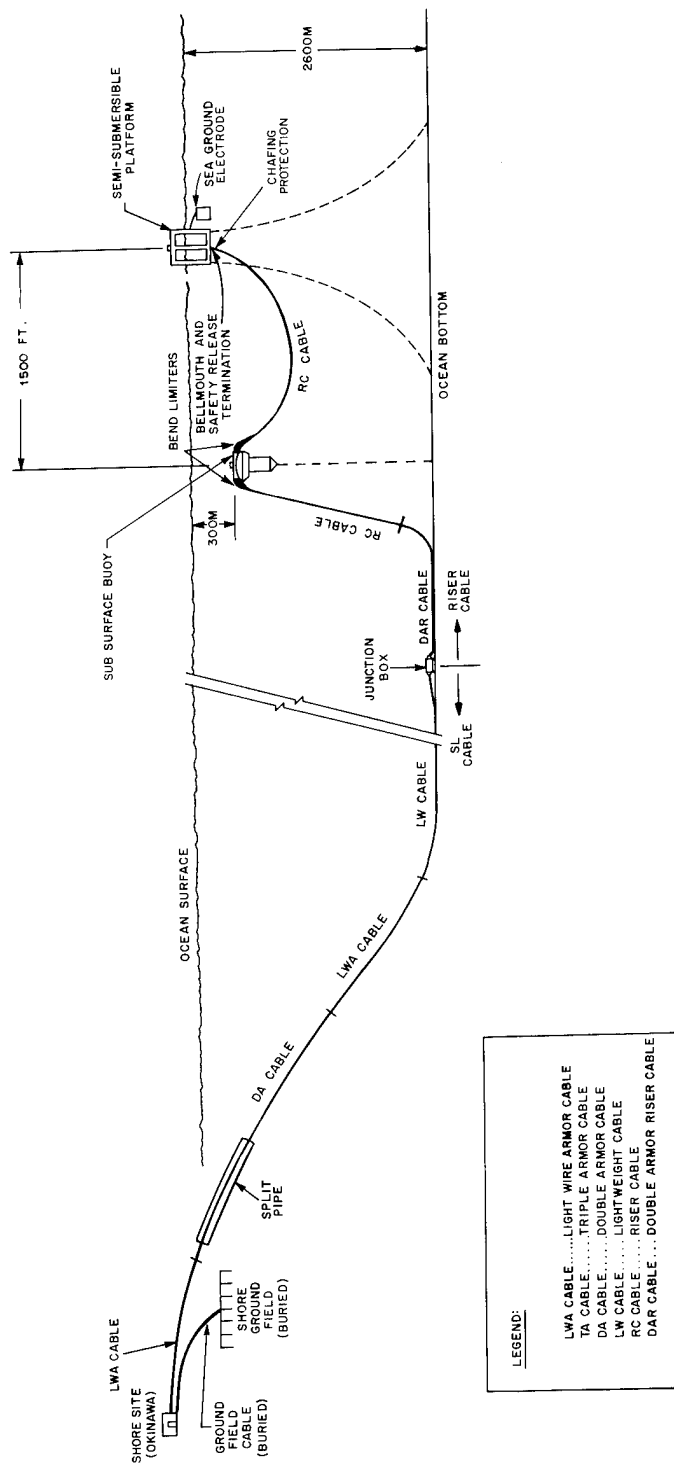 SHORE SITE
(OKINAWA)
LWA CABLE
GROUND
FIELD
CABLE
(BURIED)
SHORE
GROUND
FIELD
(BURIED)
SPLIT
PIPE
DA CABLE
OCEAN SURFACE
LWA CABLE
LW CABLE
SL
CABLE
RISER
CABLE
JUNCTION
BOX
DAR CABLE
RC CABLE
300M
SUB SURFACE BUOY
BEND LIMITERS
BELLMOUTH AND
SAFETY RELEASE
TERMINATION
RC CABLE
1500 FT.
SEMI-SUBMERSIBLE
PLATFORM
SEA GROUND
ELECTRODE
CHAFING
PROTECTION
OCEAN BOTTOM
2600M
LEGEND:
LWA CABLE.....LIGHT WIRE ARMOR CABLE
TA CABLE......TRIPLE ARMOR CABLE
DA CABLE......DOUBLE ARMOR CABLE
LW CABLE.....LIGHTWEIGHT CABLE
RC CABLE.....RISER CABLE
DAR CABLE...DOUBLE ARMOR RISER CABLE